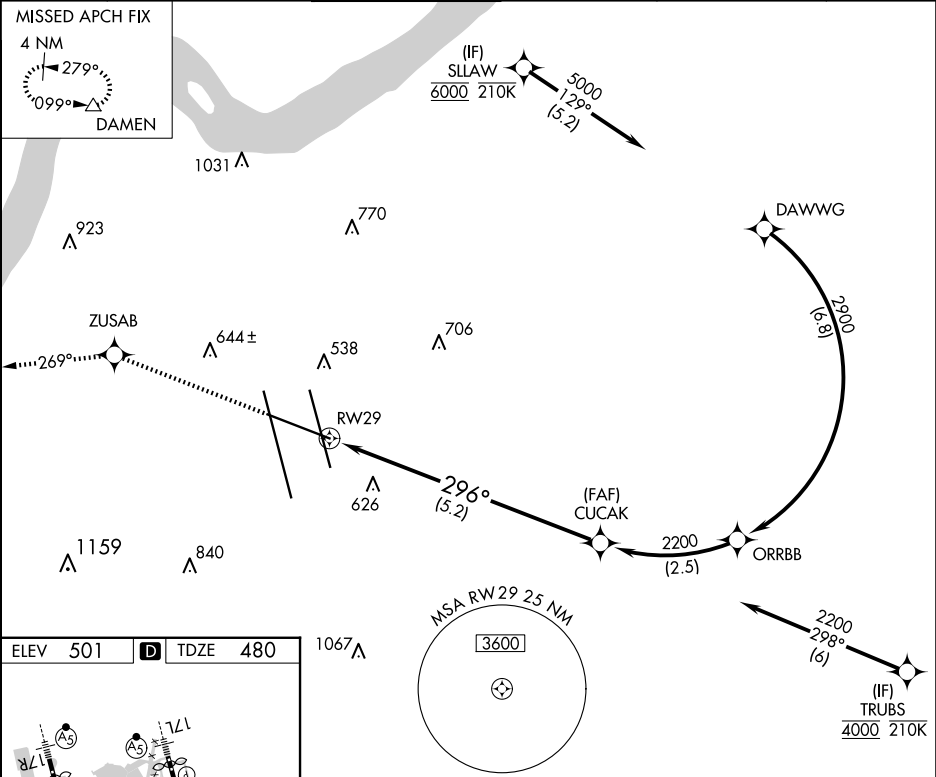 MISSED APCH FIX
4 NM
279°
099°
DAMEN
(IF)
SLLAW
6000 210K
5000
129°
(5.2)
1031
923
770
DAWWG
2900
(6.8)
ZUSAB
269°
644±
538
706
RW29
296°
(5.2)
626
(FAF)
CUCAK
2200
(2.5)
ORRBB
1159
840
MSA RW29 25 NM
3600
2200
298°
(6)
(IF)
TRUBS
4000 210K
1067
ELEV 501 D TDZE 480
17R
A5
A5
17L